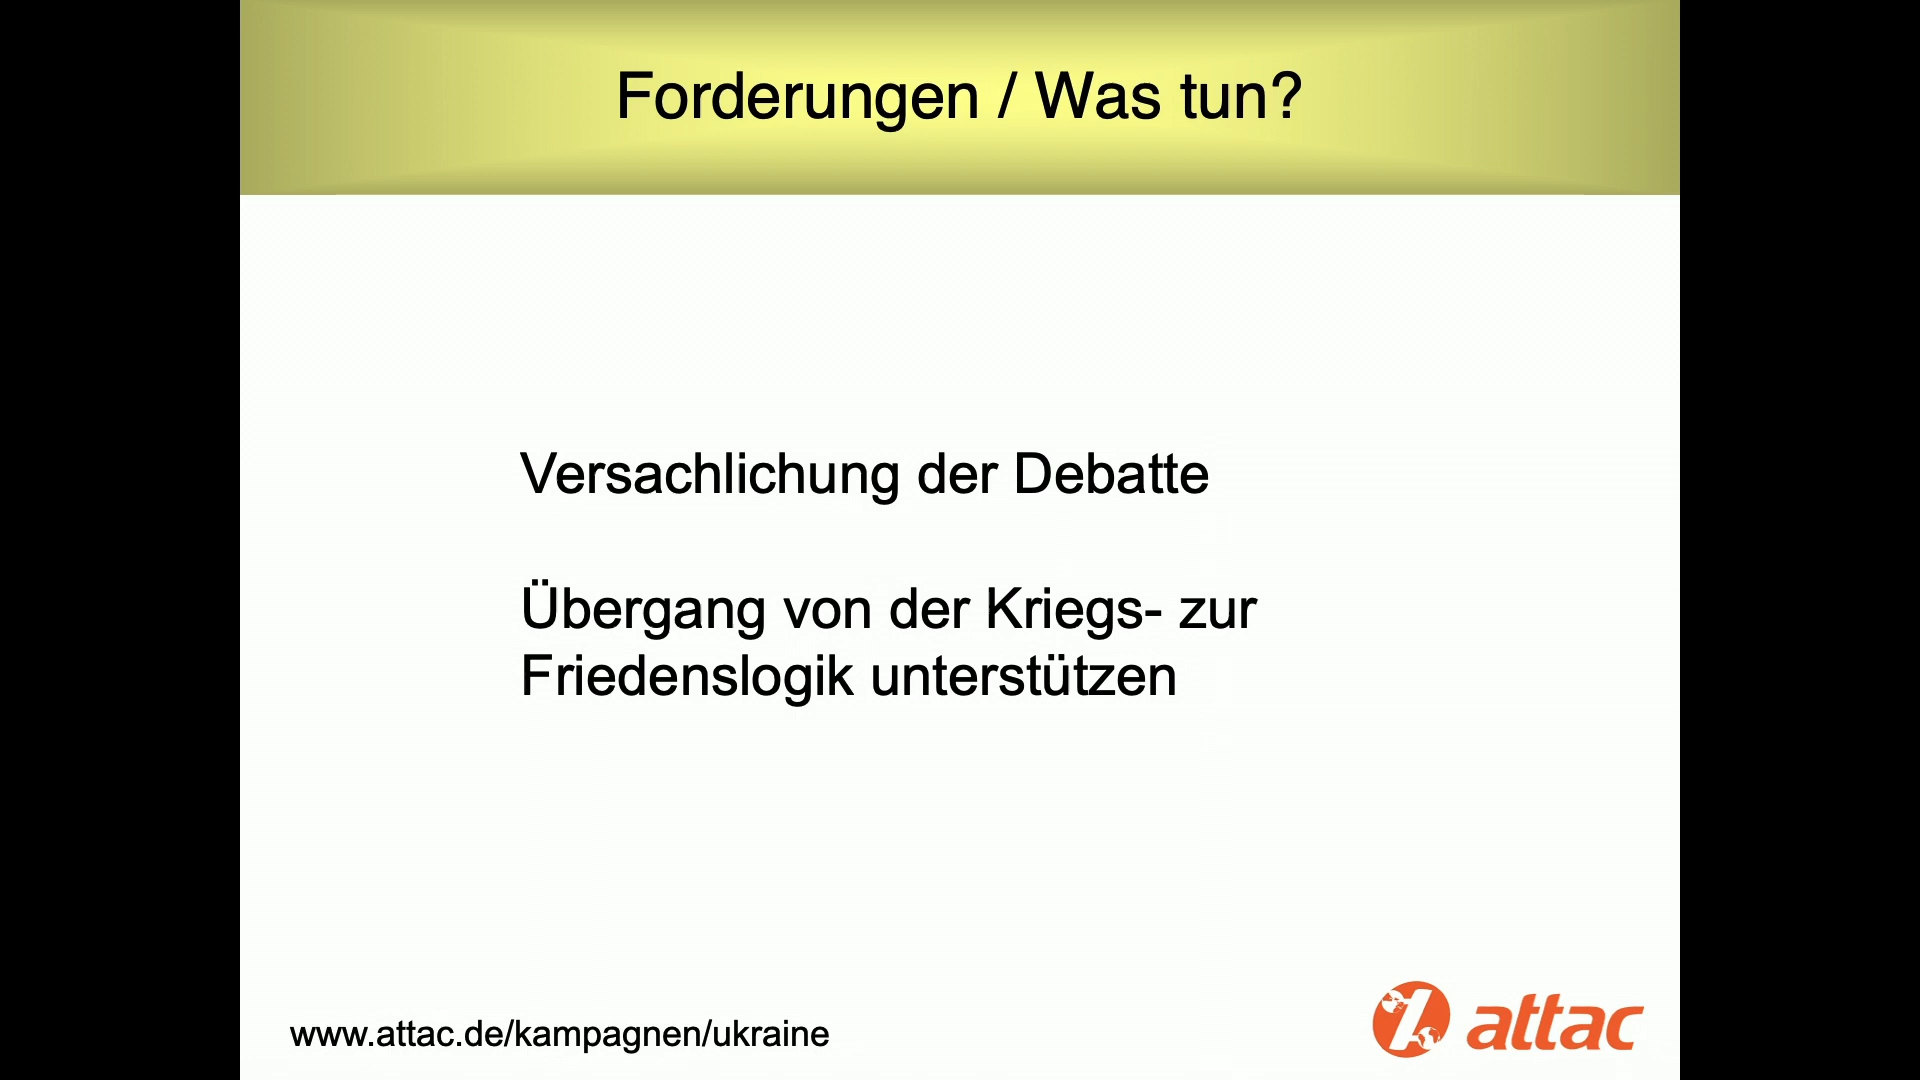 Forderungen / Was tun?
Versachlichung der Debatte
Übergang von der Kriegs- zur
Friedenslogik unterstützen
www.attac.de/kampagnen/ukraine
attac